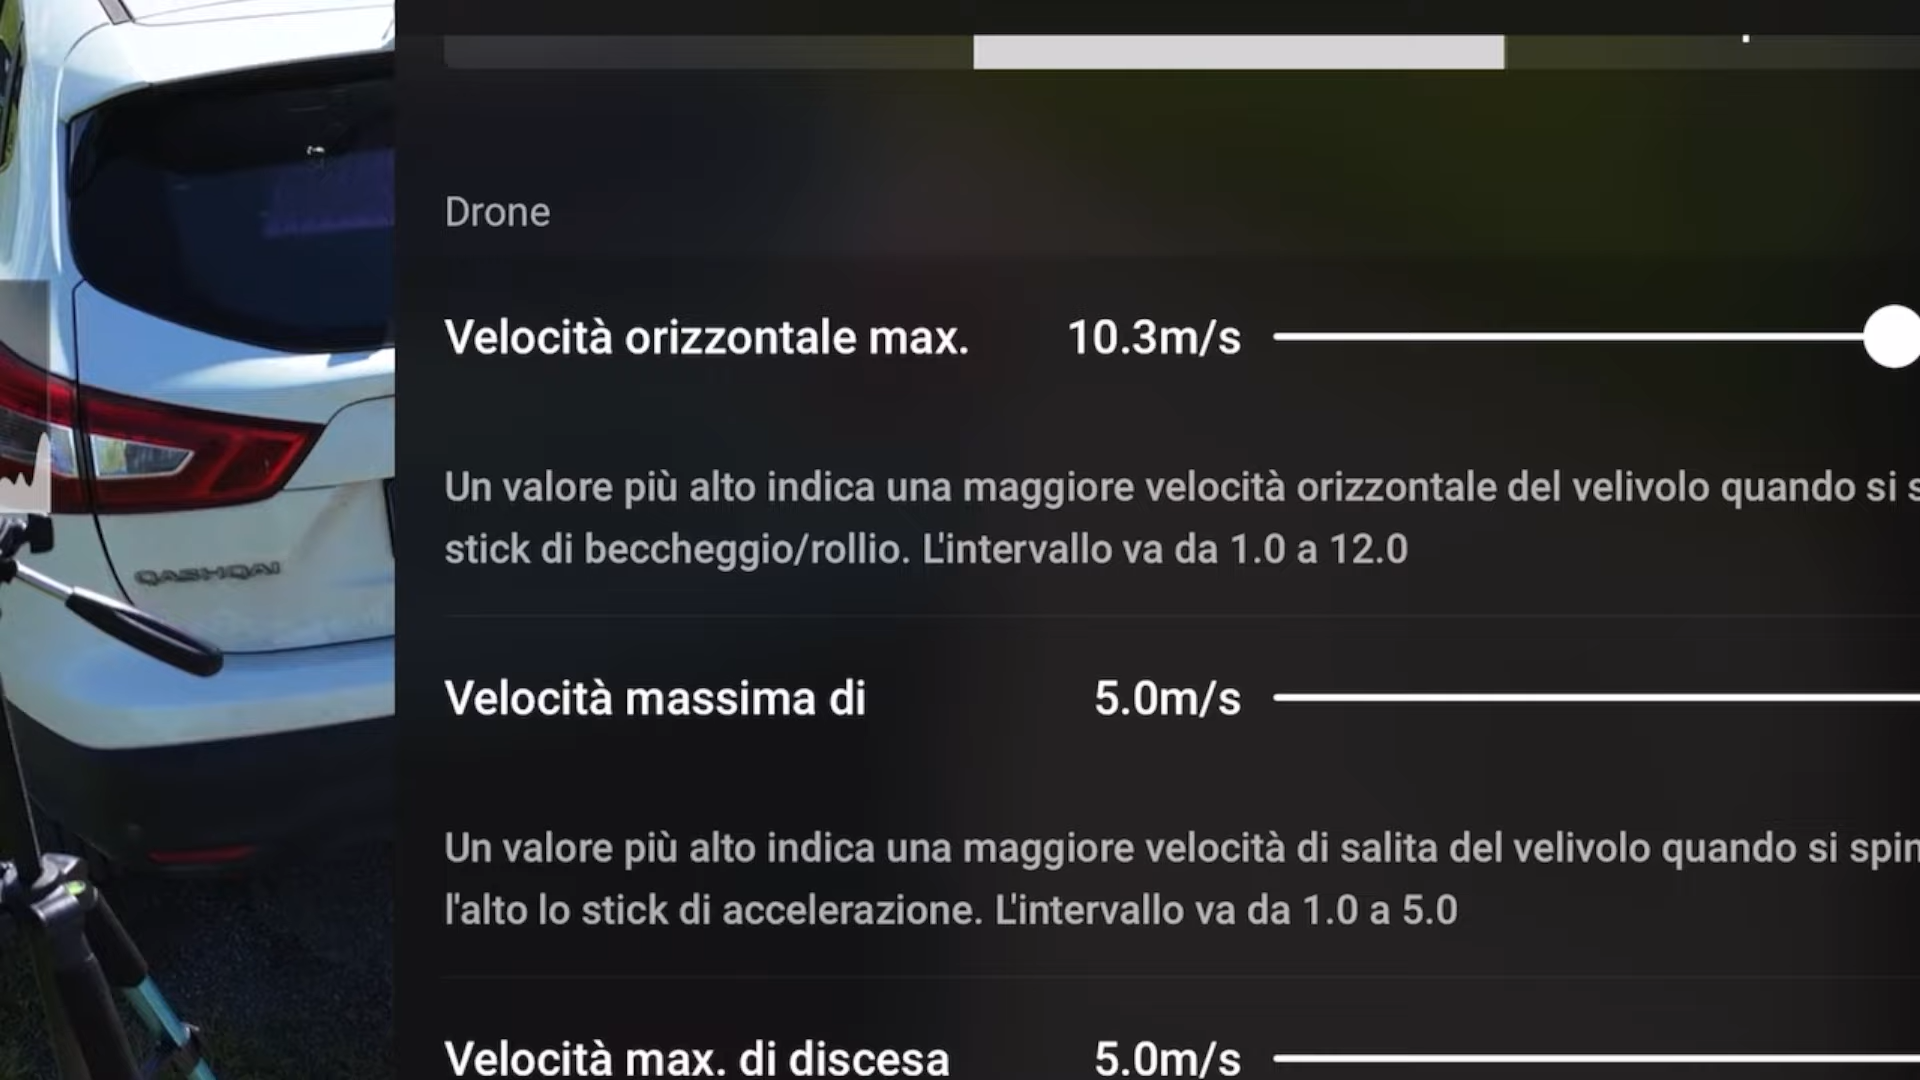 Drone
Velocità orizzontale max. 10.3m/s
Un valore più alto indica una maggiore velocità orizzontale del velivolo quando si s
stick di beccheggio/rollio. L'intervallo va da 1.0 a 12.0
QASHQAI
Velocità massima di 5.0m/s
Un valore più alto indica una maggiore velocità di salita del velivolo quando si spin
l'alto lo stick di accelerazione. L'intervallo va da 1.0 a 5.0
Velocità max. di discesa 5.0m/s